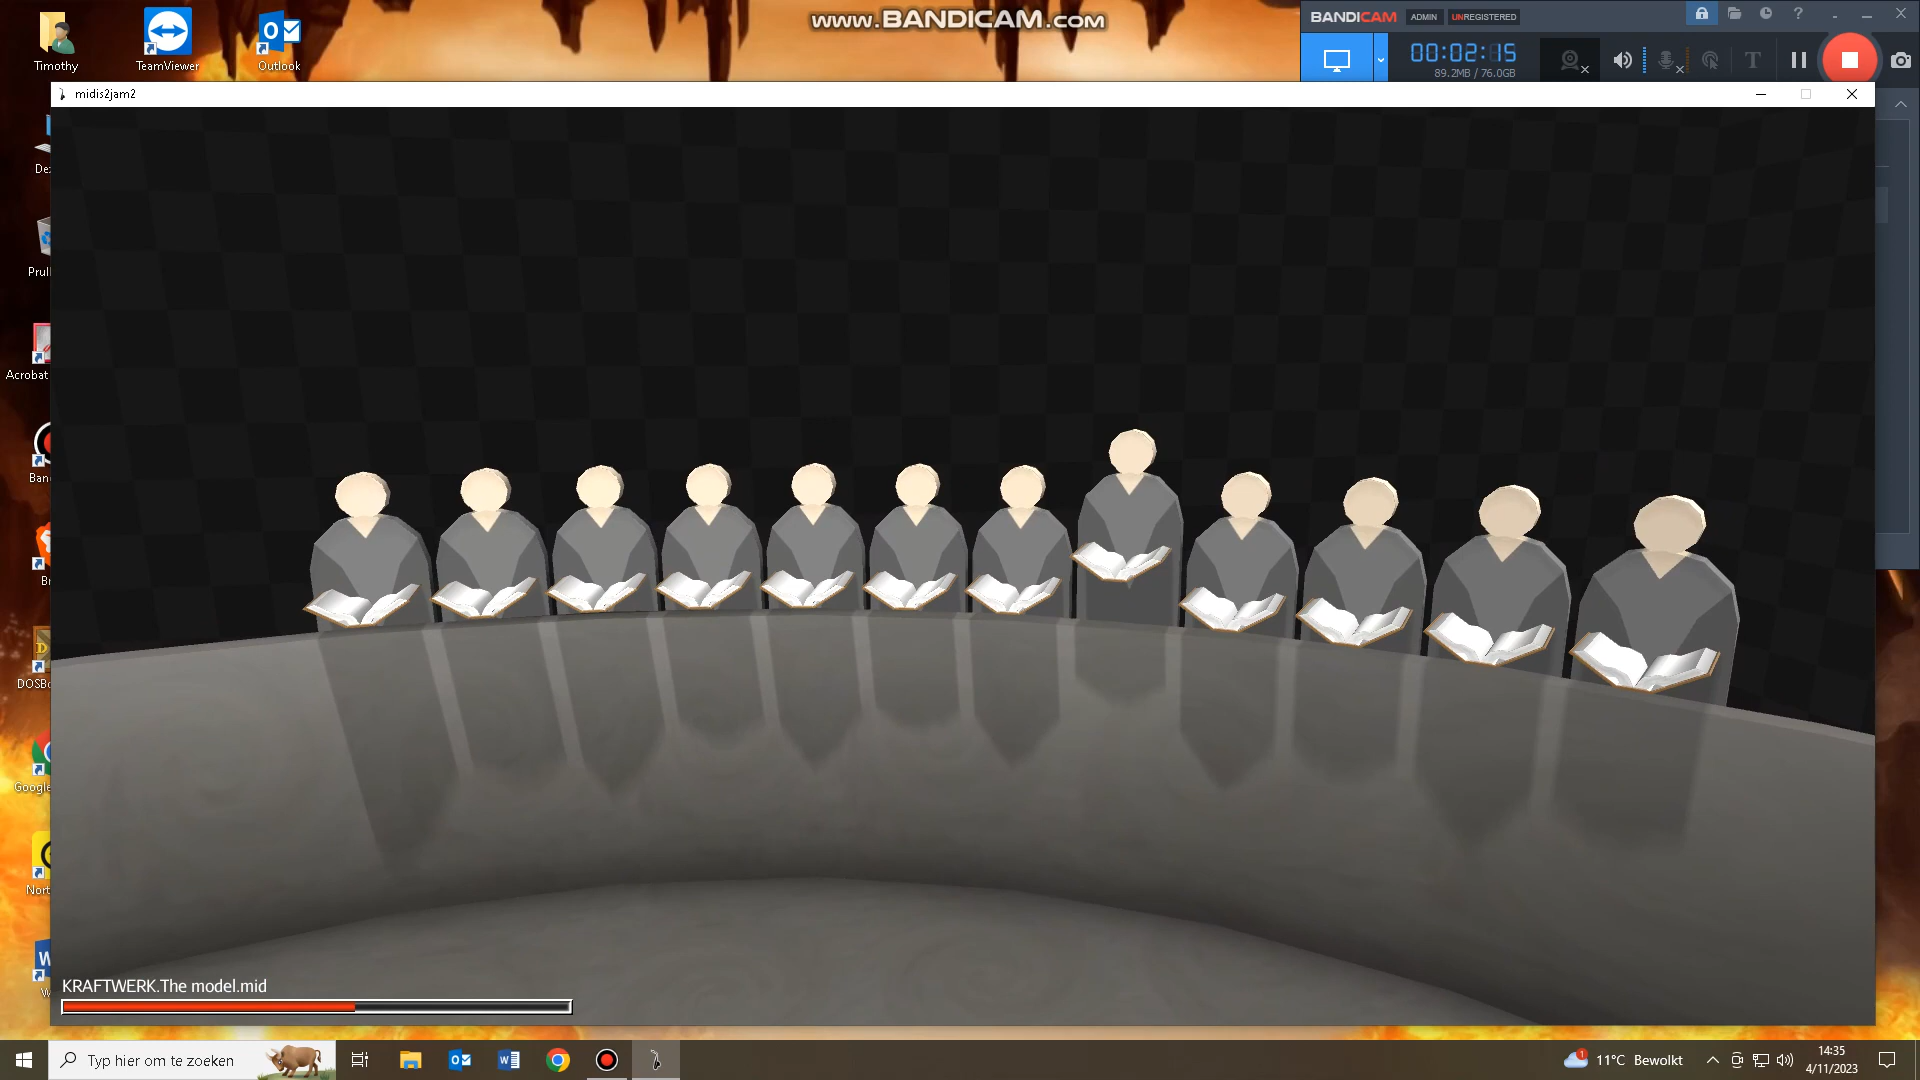 www.BANDICAM.com
BANDICAM ADMIN UNREGISTERED
00:02:15
89.2MB / 76.0GB
Timothy
TeamViewer
Outlook
midis2jam2
Acrobat
KRAFTWERK.The model.mid
Typ hier om te zoeken
11°C Bewolkt
14:35
4/11/2023